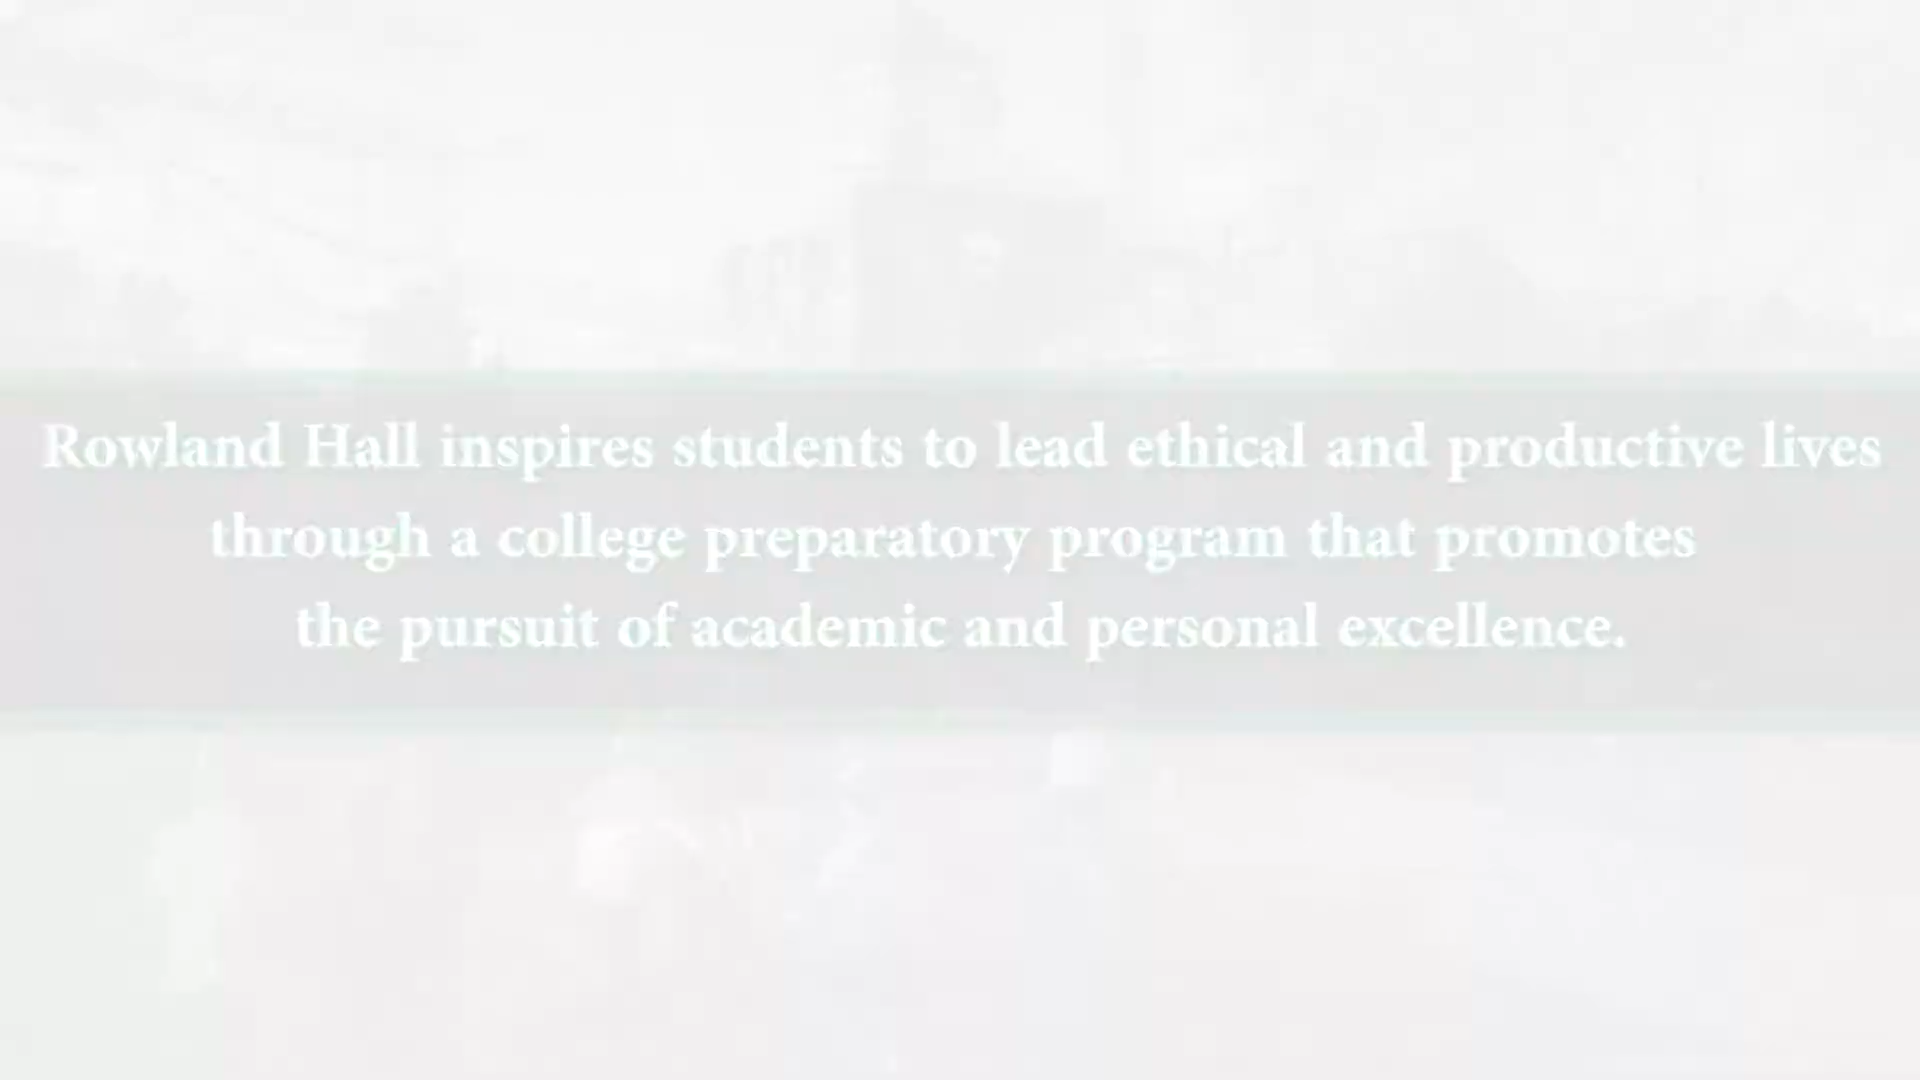 Rowland Hall inspires students to lead ethical and productive lives
through a college preparatory program that promotes
the pursuit of academic and personal excellence.